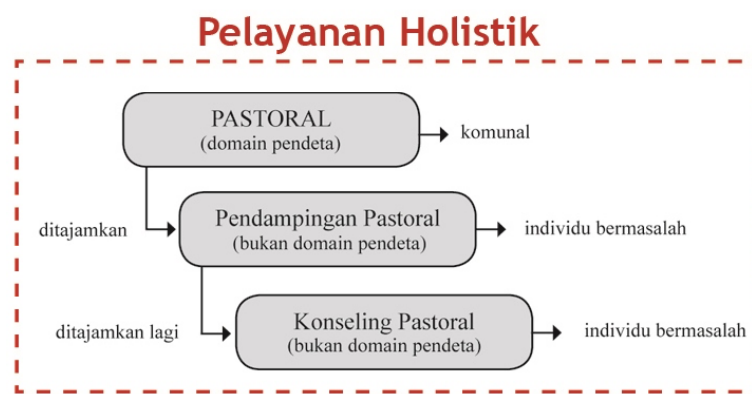 Pelayanan Holistik
PASTORAL
(domain pendeta)
komunal
ditajamkan
Pendampingan Pastoral
(bukan domain pendeta)
individu bermasalah
ditajamkan lagi
Konseling Pastoral
(bukan domain pendeta)
individu bermasalah